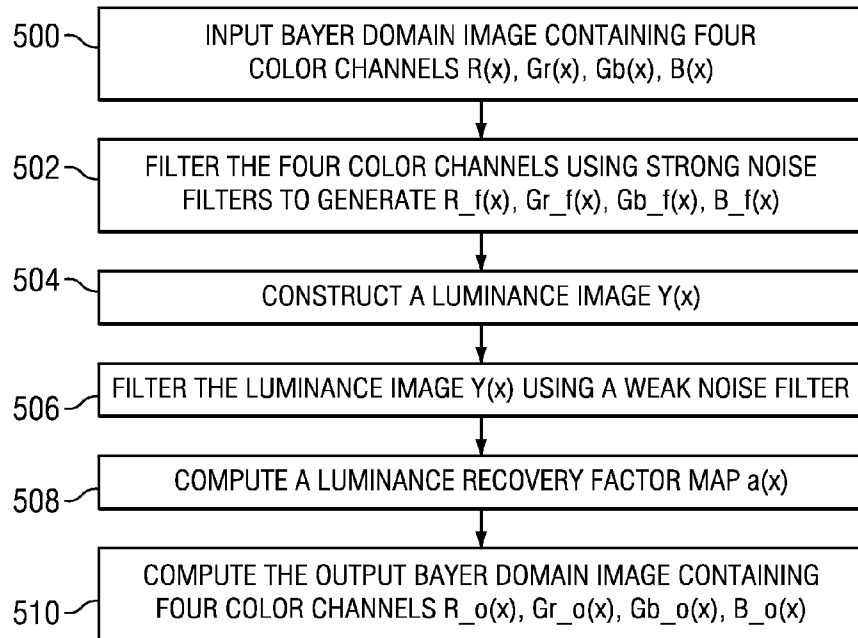 500
INPUT BAYER DOMAIN IMAGE CONTAINING FOUR
COLOR CHANNELS R(x), Gr(x), Gb(x), B(x)
502
FILTER THE FOUR COLOR CHANNELS USING STRONG NOISE
FILTERS TO GENERATE R_f(x), Gr_f(x), Gb_f(x), B_f(x)
504
CONSTRUCT A LUMINANCE IMAGE Y(x)
506
FILTER THE LUMINANCE IMAGE Y(x) USING A WEAK NOISE FILTER
508
COMPUTE A LUMINANCE RECOVERY FACTOR MAP a(x)
510
COMPUTE THE OUTPUT BAYER DOMAIN IMAGE CONTAINING
FOUR COLOR CHANNELS R_o(x), Gr_o(x), Gb_o(x), B_o(x)